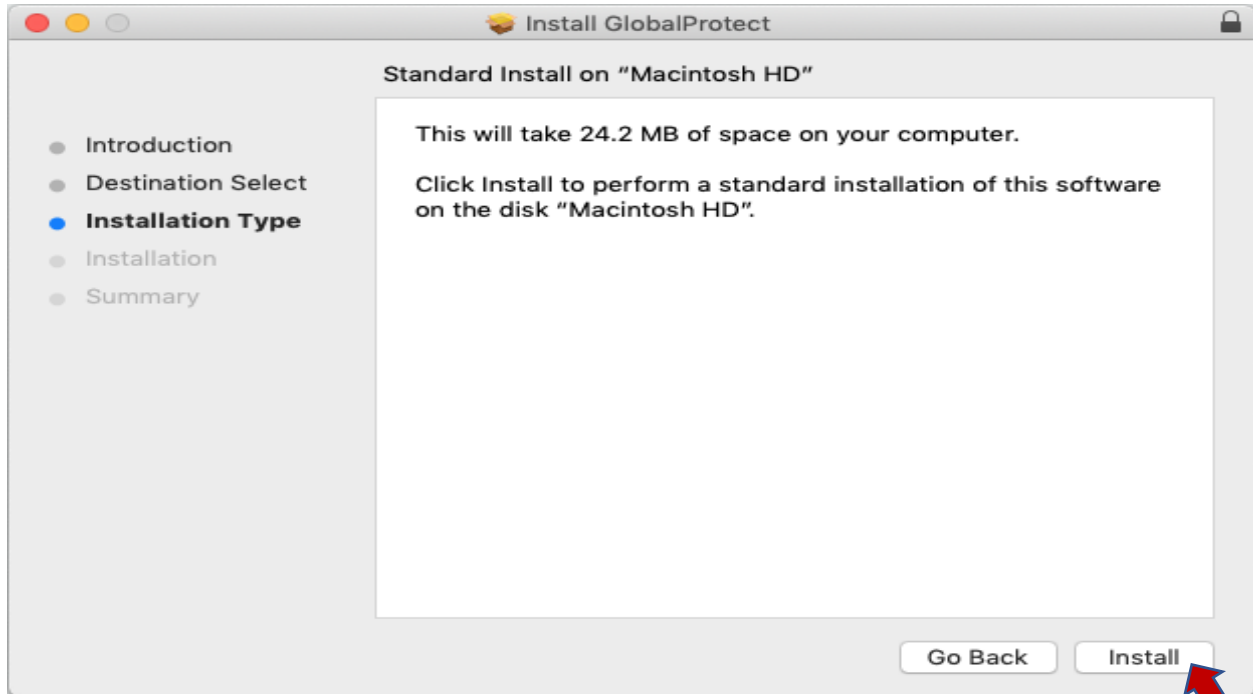 Install GlobalProtect
Standard Install on “Macintosh HD”
Introduction
Destination Select
Installation Type
Installation
Summary
This will take 24.2 MB of space on your computer.
Click Install to perform a standard installation of this software
on the disk “Macintosh HD”.
Go Back
Install